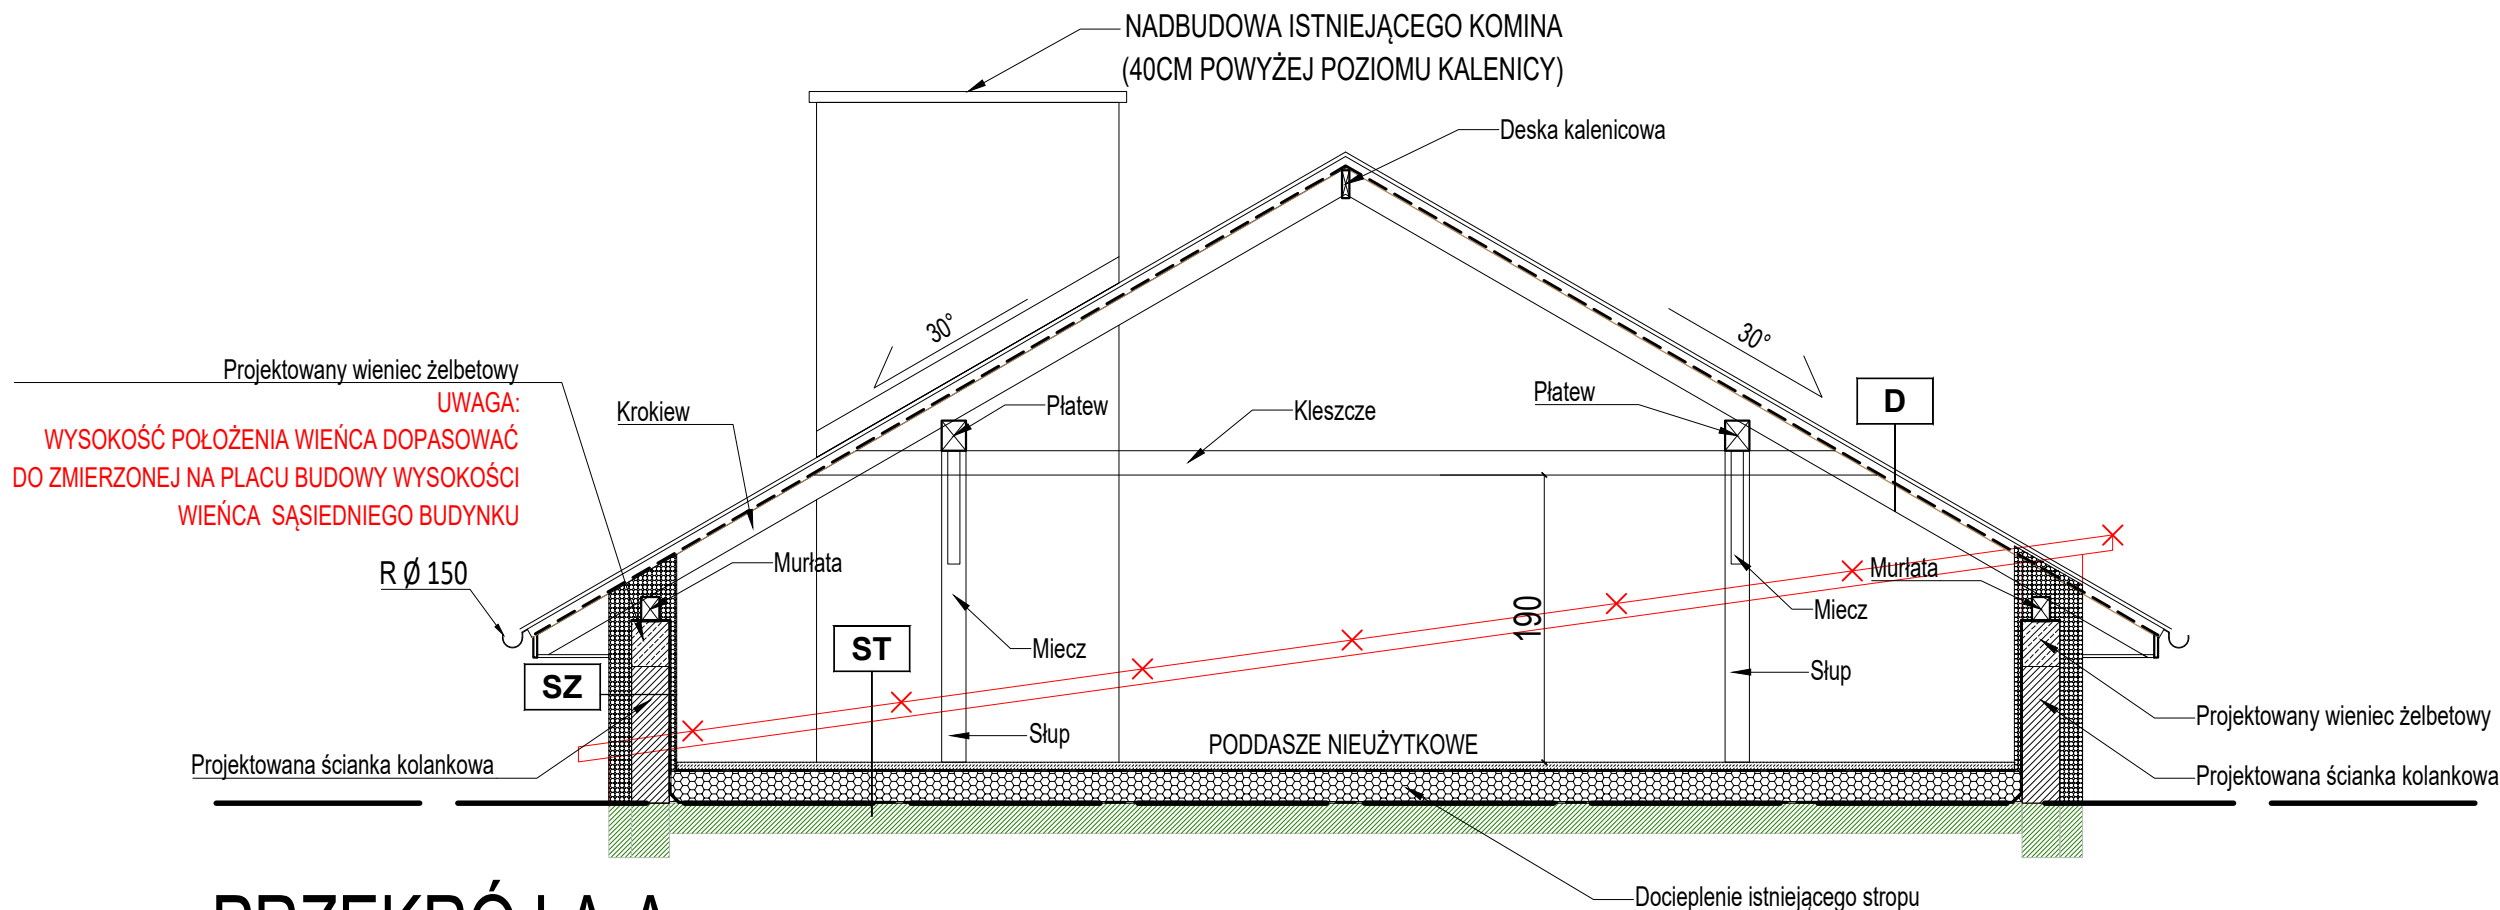 NADBUDOWA ISTNIEJĄCEGO KOMINA
(40CM POWYŻEJ POZIOMU KALENICY)
Deska kalenicowa
30°
30°
Projektowany wieniec żelbetowy
UWAGA:
WYSOKOŚĆ POŁOŻENIA WIEŃCA DOPASOWAĆ
DO ZMIERZONEJ NA PLACU BUDOWY WYSOKOŚCI
WIEŃCA SĄSIEDNIEGO BUDYNKU
Krokiew
Płatew
Kleszcze
Płatew
D
R Ø 150
Murłata
Murłata
Miecz
190
Miecz
ST
SZ
Słup
Słup
Projektowany wieniec żelbetowy
PODDASZE NIEUŻYTKOWE
Projektowana ścianka kolankowa
Projektowana ścianka kolankowa
Docieplenie istniejącego stropu
PRZEKRÓJ A-A